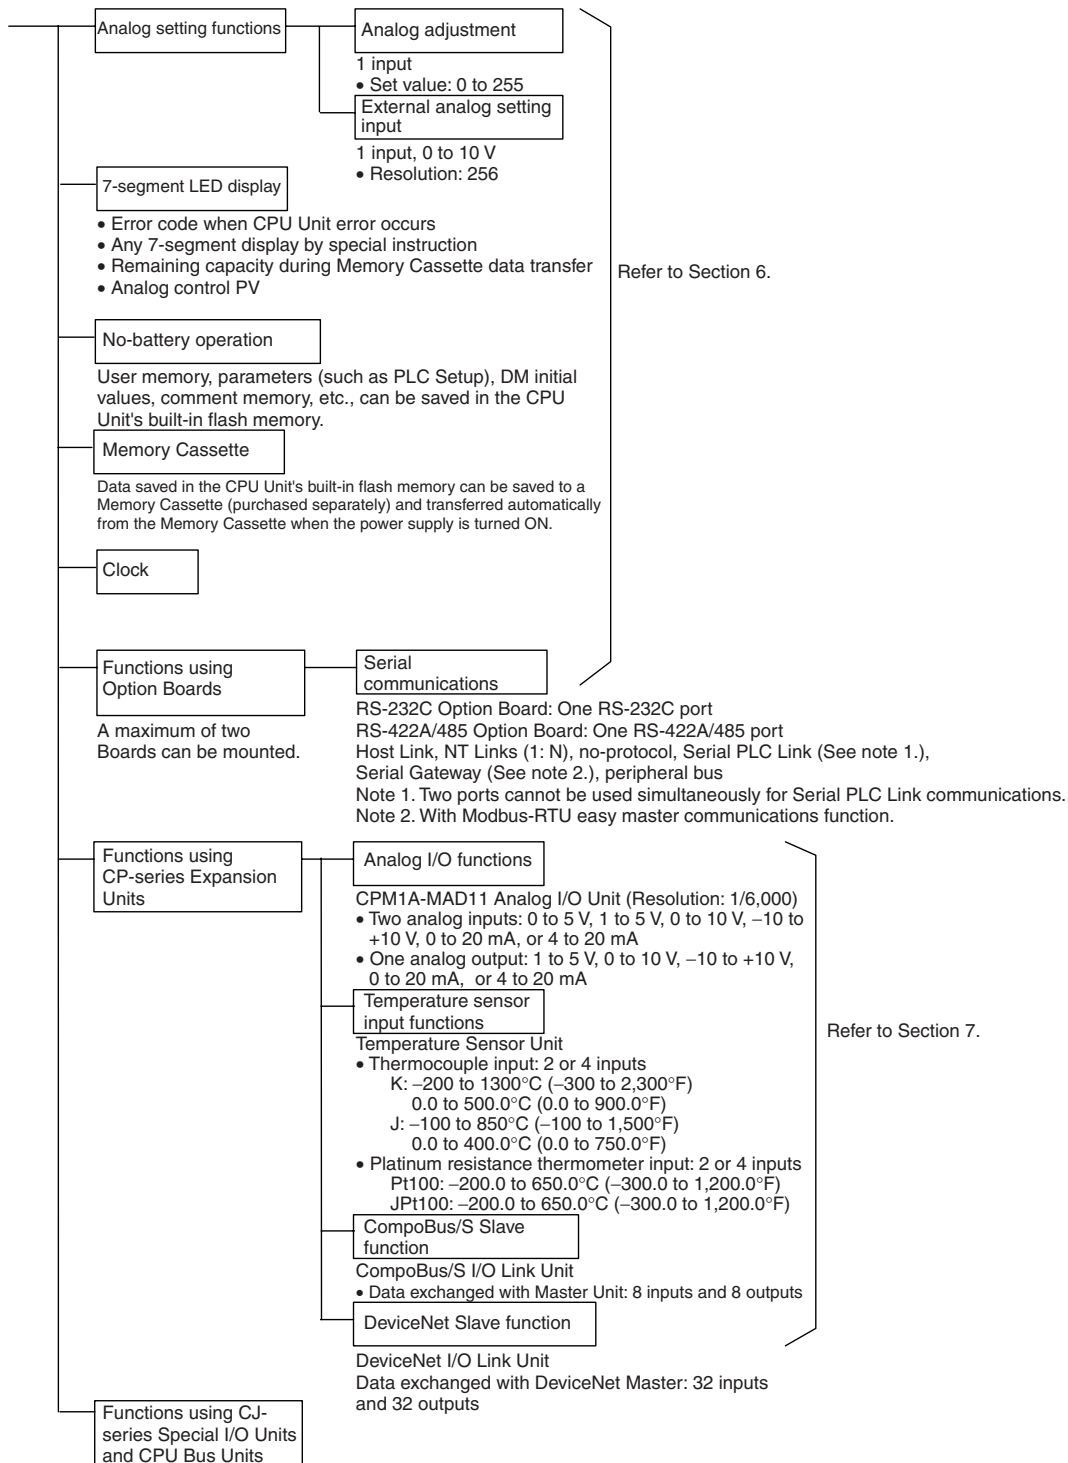 Analog setting functions
Analog adjustment
1 input
• Set value: 0 to 255
External analog setting
input
1 input, 0 to 10 V
• Resolution: 256
7-segment LED display
• Error code when CPU Unit error occurs
• Any 7-segment display by special instruction
• Remaining capacity during Memory Cassette data transfer
• Analog control PV
Refer to Section 6.
No-battery operation
User memory, parameters (such as PLC Setup), DM initial
values, comment memory, etc., can be saved in the CPU
Unit's built-in flash memory.
Memory Cassette
Data saved in the CPU Unit's built-in flash memory can be saved to a
Memory Cassette (purchased separately) and transferred automatically
from the Memory Cassette when the power supply is turned ON.
Clock
Functions using
Option Boards
A maximum of two
Boards can be mounted.
Serial
communications
RS-232C Option Board: One RS-232C port
RS-422A/485 Option Board: One RS-422A/485 port
Host Link, NT Links (1: N), no-protocol, Serial PLC Link (See note 1.),
Serial Gateway (See note 2.), peripheral bus
Note 1. Two ports cannot be used simultaneously for Serial PLC Link communications.
Note 2. With Modbus-RTU easy master communications function.
Functions using
CP-series Expansion
Units
Analog I/O functions
CPM1A-MAD11 Analog I/O Unit (Resolution: 1/6,000)
• Two analog inputs: 0 to 5 V, 1 to 5 V, 0 to 10 V, −10 to
+10 V, 0 to 20 mA, or 4 to 20 mA
• One analog output: 1 to 5 V, 0 to 10 V, −10 to +10 V,
0 to 20 mA, or 4 to 20 mA
Temperature sensor
input functions
Temperature Sensor Unit
• Thermocouple input: 2 or 4 inputs
K: −200 to 1300°C (−300 to 2,300°F)
0.0 to 500.0°C (0.0 to 900.0°F)
J: −100 to 850°C (−100 to 1,500°F)
0.0 to 400.0°C (0.0 to 750.0°F)
• Platinum resistance thermometer input: 2 or 4 inputs
Pt100: −200.0 to 650.0°C (−300.0 to 1,200.0°F)
JPt100: −200.0 to 650.0°C (−300.0 to 1,200.0°F)
Refer to Section 7.
CompoBus/S Slave
function
CompoBus/S I/O Link Unit
• Data exchanged with Master Unit: 8 inputs and 8 outputs
DeviceNet Slave function
DeviceNet I/O Link Unit
Data exchanged with DeviceNet Master: 32 inputs
and 32 outputs
Functions using CJ-
series Special I/O Units
and CPU Bus Units